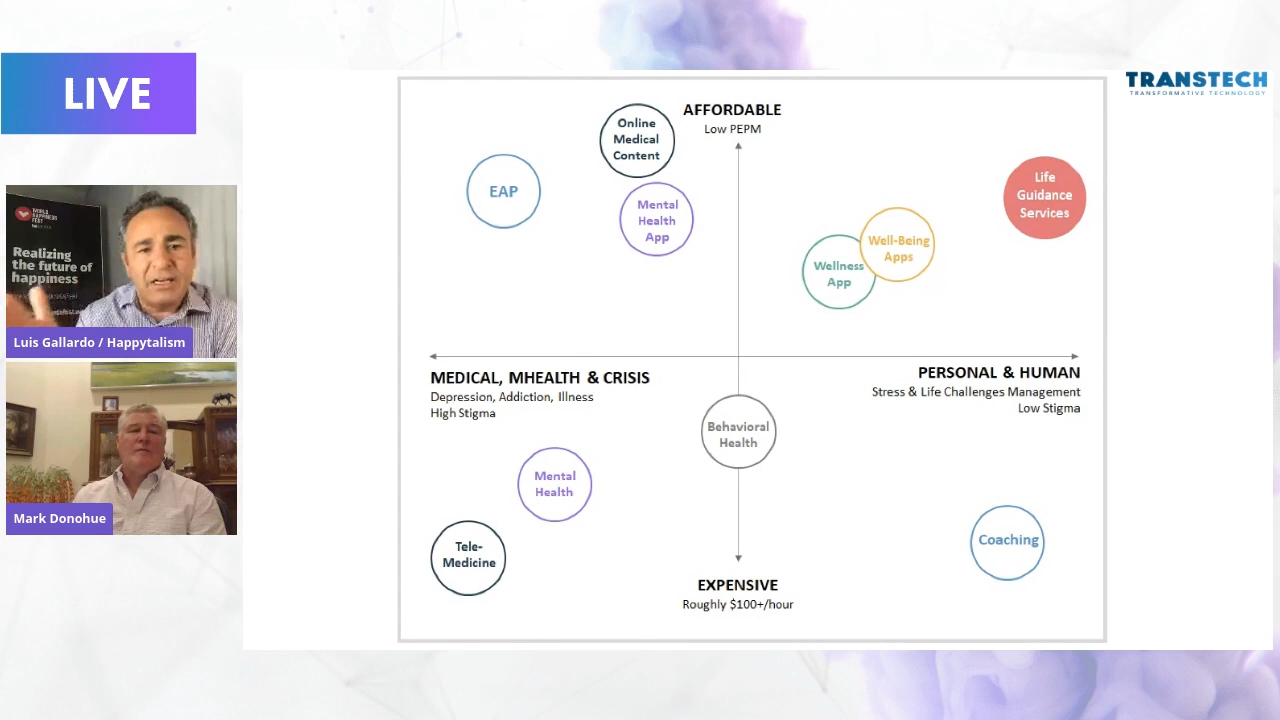 LIVE
TRANSTECH
TRANSFORMATIVE TECHNOLOGY
WORLD
HAPPINESS
FEST
Realizing
the future of
happiness
Luis Gallardo / Happytalism
Mark Donohue
AFFORDABLE
Low PEPM
Online
Medical
Content
EAP
Mental
Health
App
Life
Guidance
Services
Well-Being
Apps
Wellness
App
MEDICAL, MHEALTH & CRISIS
Depression, Addiction, Illness
High Stigma
PERSONAL & HUMAN
Stress & Life Challenges Management
Low Stigma
Behavioral
Health
Mental
Health
Tele-
Medicine
Coaching
EXPENSIVE
Roughly $100+/hour